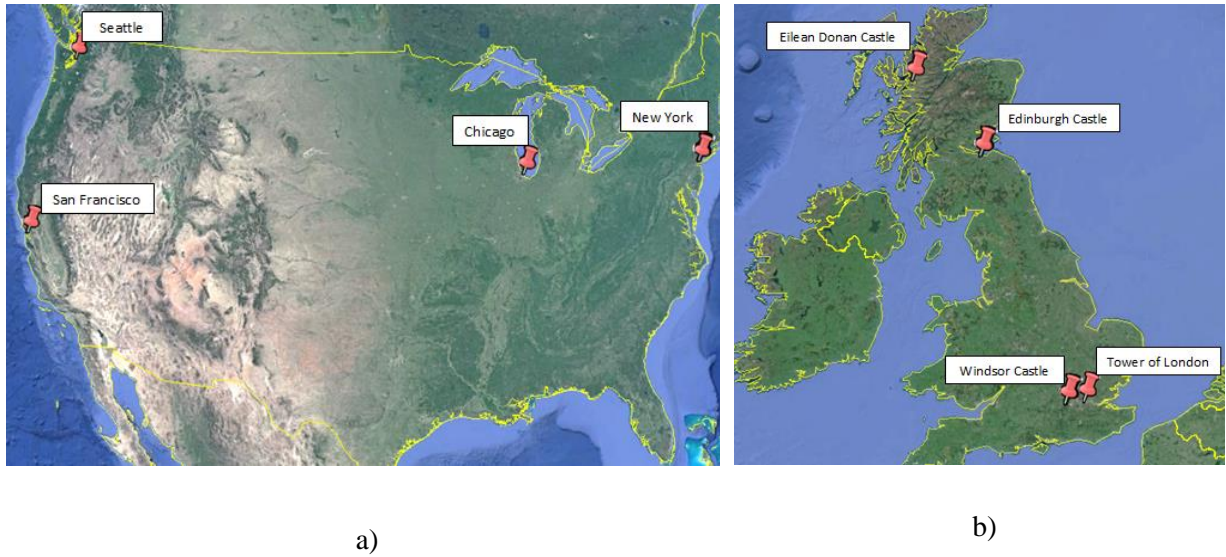 Seattle
New York
Chicago
San Francisco
a)
Eilean Donan Castle
Edinburgh Castle
Tower of London
Windsor Castle
b)